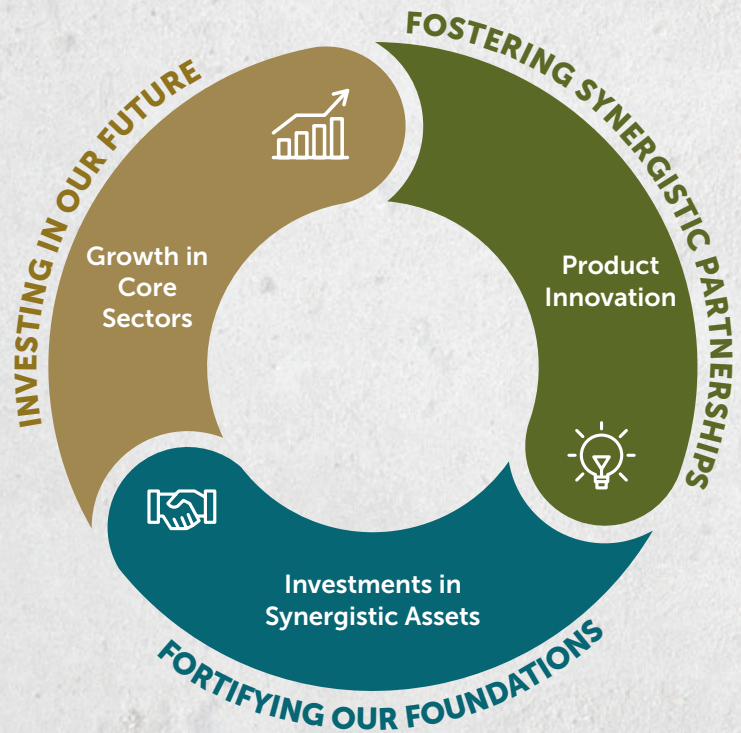 FOSTERING SYNERGISTIC PARTNERSHIPS
INVESTING IN OUR FUTURE
Growth in
Core
Sectors
Product
Innovation
Investments in
Synergistic Assets
FORTIFYING OUR FOUNDATIONS